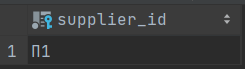 supplier_id
1 П1